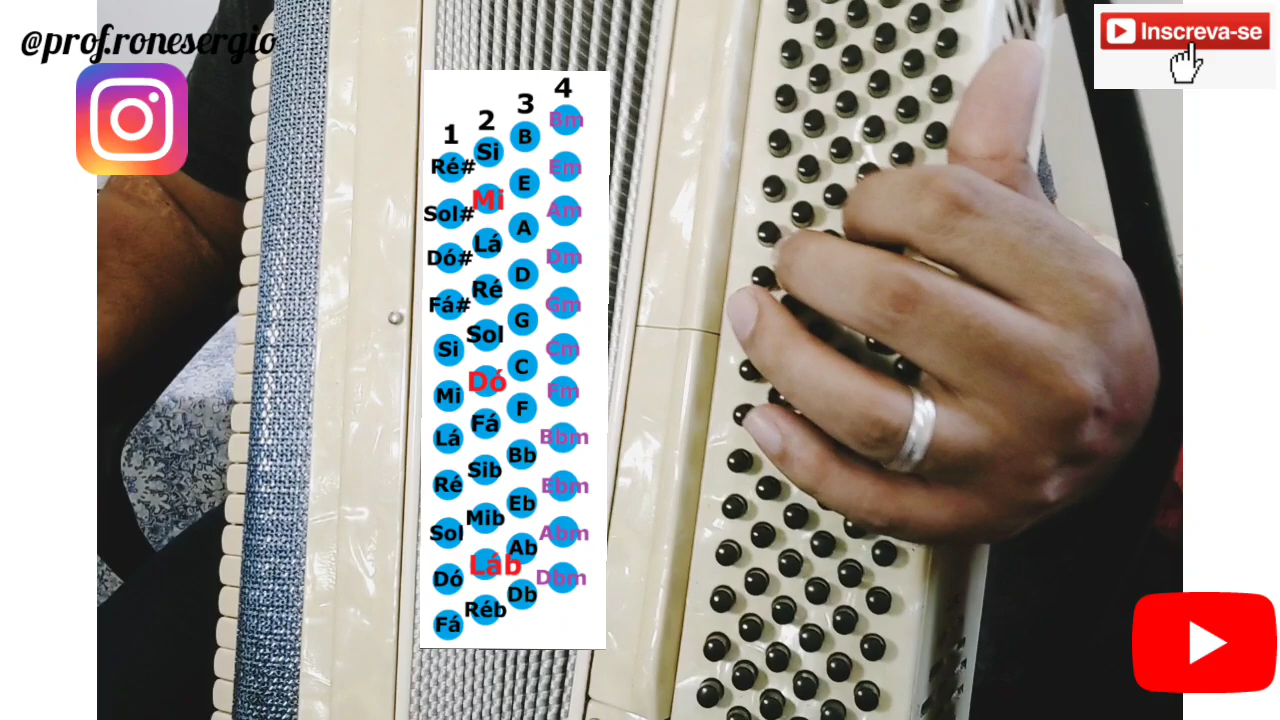 @prof.ronesergio
Inscreva-se
1 2 3 4
Ré# Si B Bm
Sol# Mi E Em
Dó# Lá A Am
Fá# Ré D Dm
Si Sol G Gm
Mi Dó C Cm
Lá Fá F Fm
Ré Sib Bb Bbm
Sol Mib Eb Ebm
Dó Láb Ab Abm
Fá Réb Db Dbm